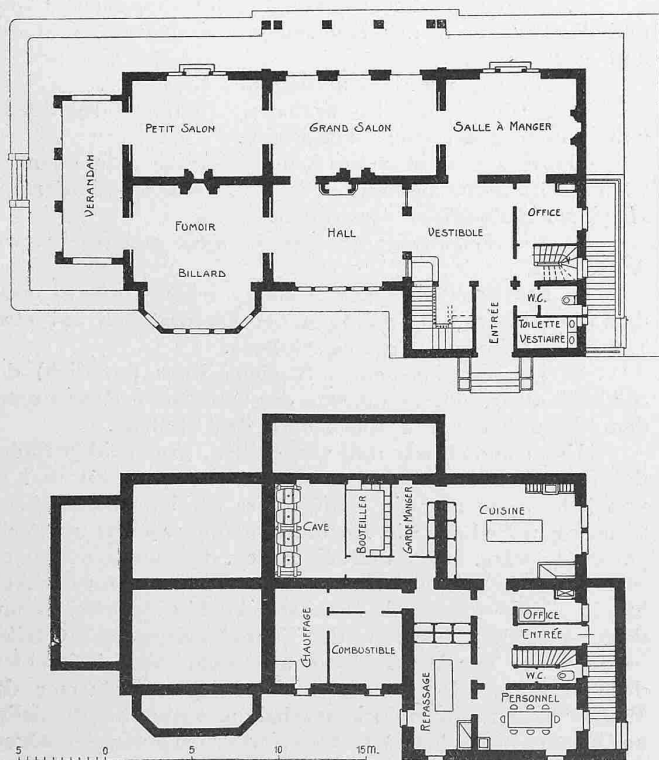 PETIT SALON
GRAND SALON
SALLE À MANGER
VERANDAH
FUMOIR
BILLARD
HALL
VESTIBULE
OFFICE
W.C.
TOILETTE
VESTIAIRE
ENTRÉE
CAVE
BOUTEILLER
GARDE MANGER
CUISINE
CHAUFFAGE
COMBUSTIBLE
OFFICE
ENTRÉE
W.C.
REPASSAGE
PERSONNEL
5 0 5 10 15 m.